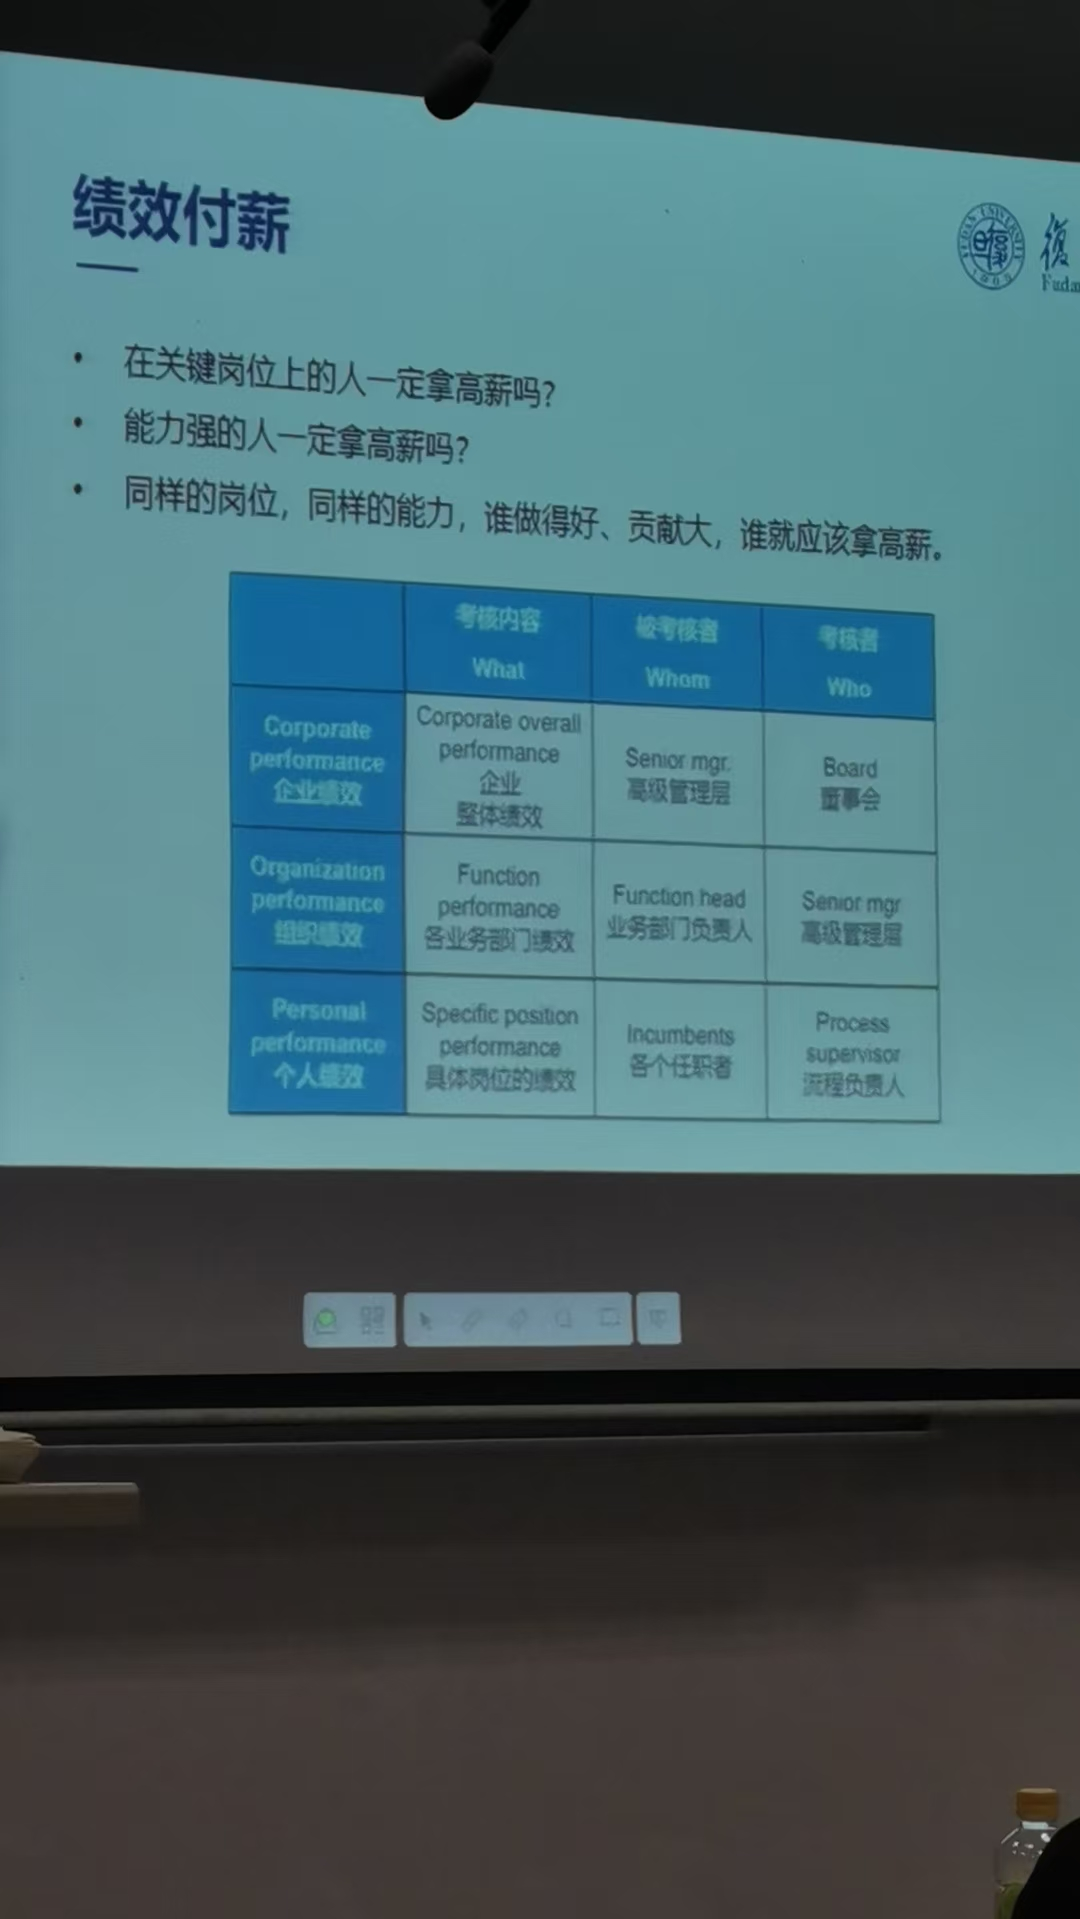 绩效付薪
FUDAN UNIVERSITY
1905
復
Fudan
• 在关键岗位上的人一定拿高薪吗?
• 能力强的人一定拿高薪吗?
• 同样的岗位，同样的能力，谁做得好、贡献大，谁就应该拿高薪。
考核内容
What
被考核者
Whom
考核者
Who
Corporate
performance
企业绩效
Corporate overall
performance
企业
整体绩效
Senior mgr.
高级管理层
Board
董事会
Organization
performance
组织绩效
Function
performance
各业务部门绩效
Function head
业务部门负责人
Senior mgr
高级管理层
Personal
performance
个人绩效
Specific position
performance
具体岗位的绩效
Incumbents
各个任职者
Process
supervisor
流程负责人